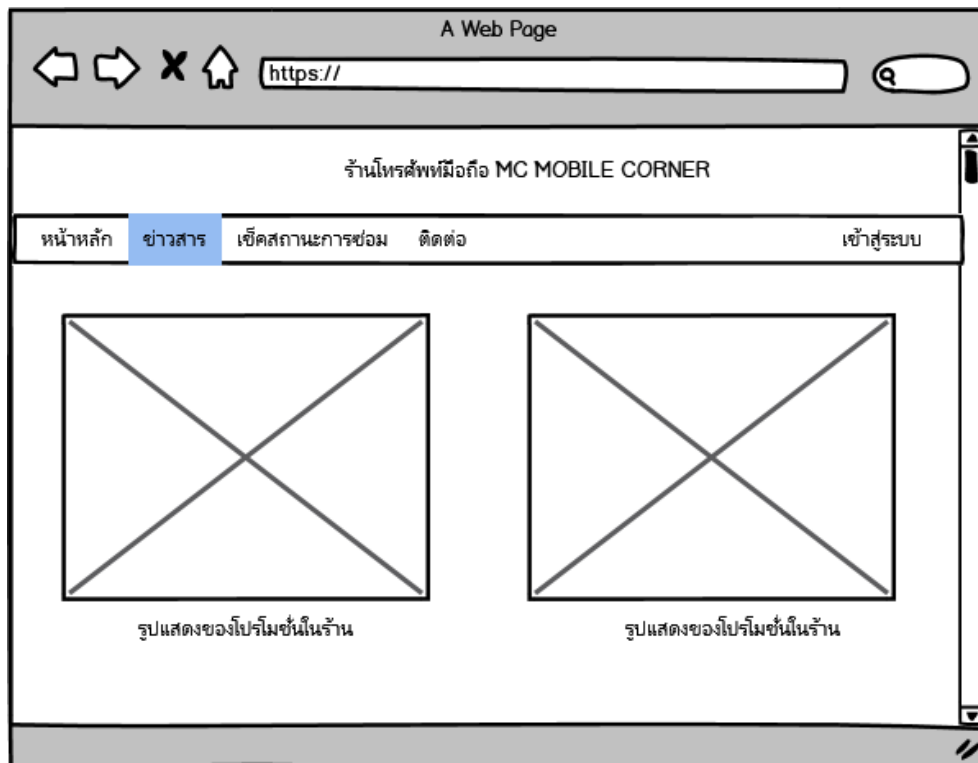 A Web Page
https://
ร้านโทรศัพท์มือถือ MC MOBILE CORNER
หน้าหลัก ข่าวสาร เช็คสถานะการซ่อม ติดต่อ เข้าสู่ระบบ
รูปแสดงของโปรโมชั่นในร้าน รูปแสดงของโปรโมชั่นในร้าน